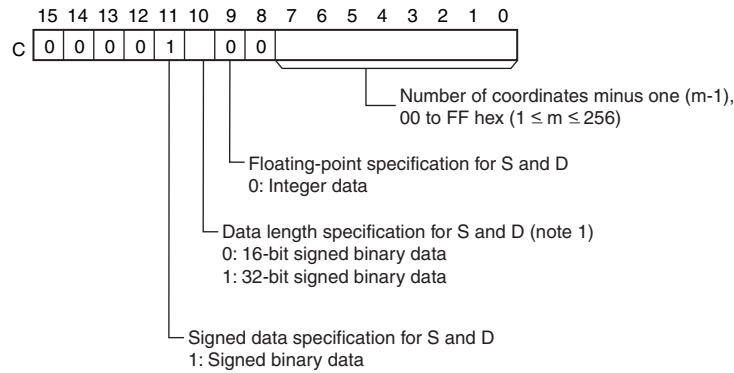 15 14 13 12 11 10 9 8 7 6 5 4 3 2 1 0
C 0 0 0 0 1 0 0
Number of coordinates minus one (m-1),
00 to FF hex (1 ≤ m ≤ 256)
Floating-point specification for S and D
0: Integer data
Data length specification for S and D (note 1)
0: 16-bit signed binary data
1: 32-bit signed binary data
Signed data specification for S and D
1: Signed binary data